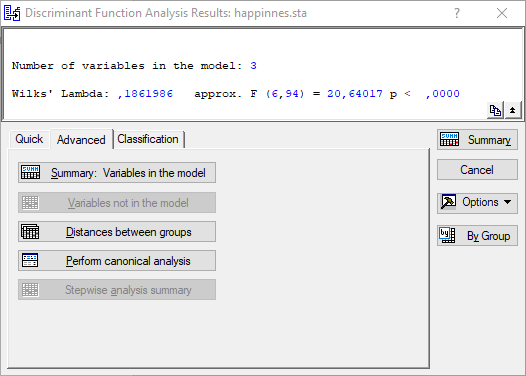 Discriminant Function Analysis Results: happinnes.sta
?
Number of variables in the model: 3
Wilks' Lambda: ,1861986 approx. F (6,94) = 20,64017 p < ,0000
Quick Advanced Classification
Summary: Variables in the model
Variables not in the model
Distances between groups
Perform canonical analysis
Stepwise analysis summary
Summary
Cancel
Options
By Group